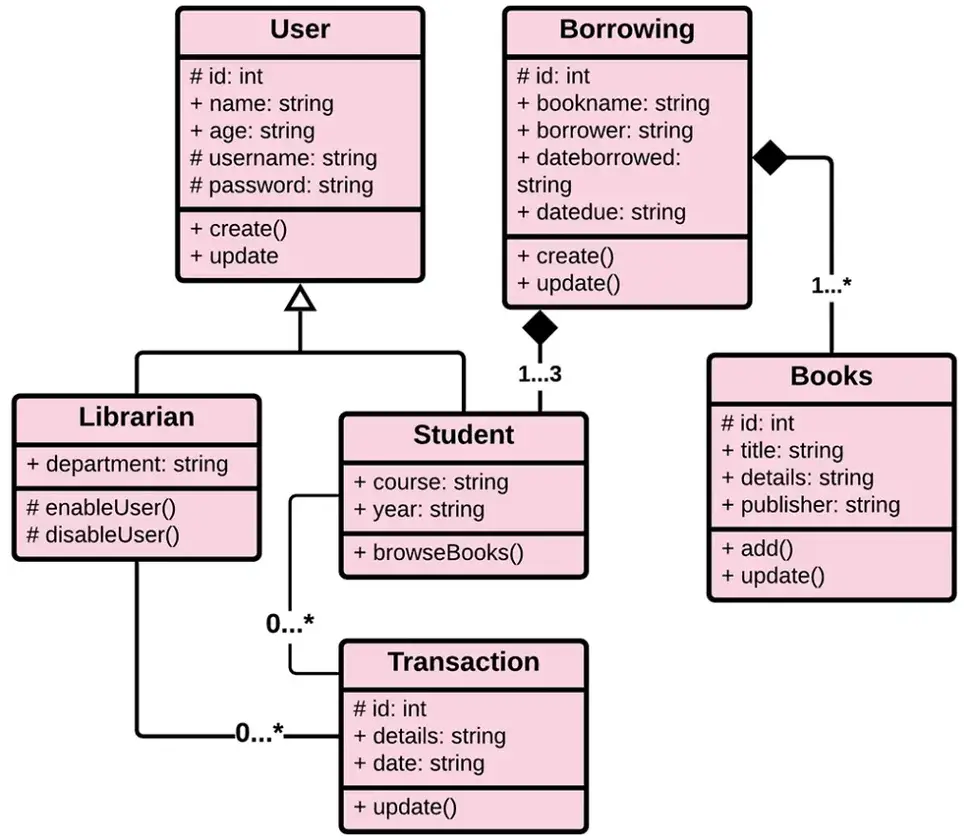 User
# id: int
+ name: string
+ age: string
# username: string
# password: string
+ create()
+ update
Borrowing
# id: int
+ bookname: string
+ borrower: string
+ dateborrowed:
string
+ datedue: string
+ create()
+ update()
1...*
1...3
Books
# id: int
+ title: string
+ details: string
+ publisher: string
+ add()
+ update()
Librarian
+ department: string
# enableUser()
# disableUser()
Student
+ course: string
+ year: string
+ browseBooks()
0...*
0...*
Transaction
# id: int
+ details: string
+ date: string
+ update()